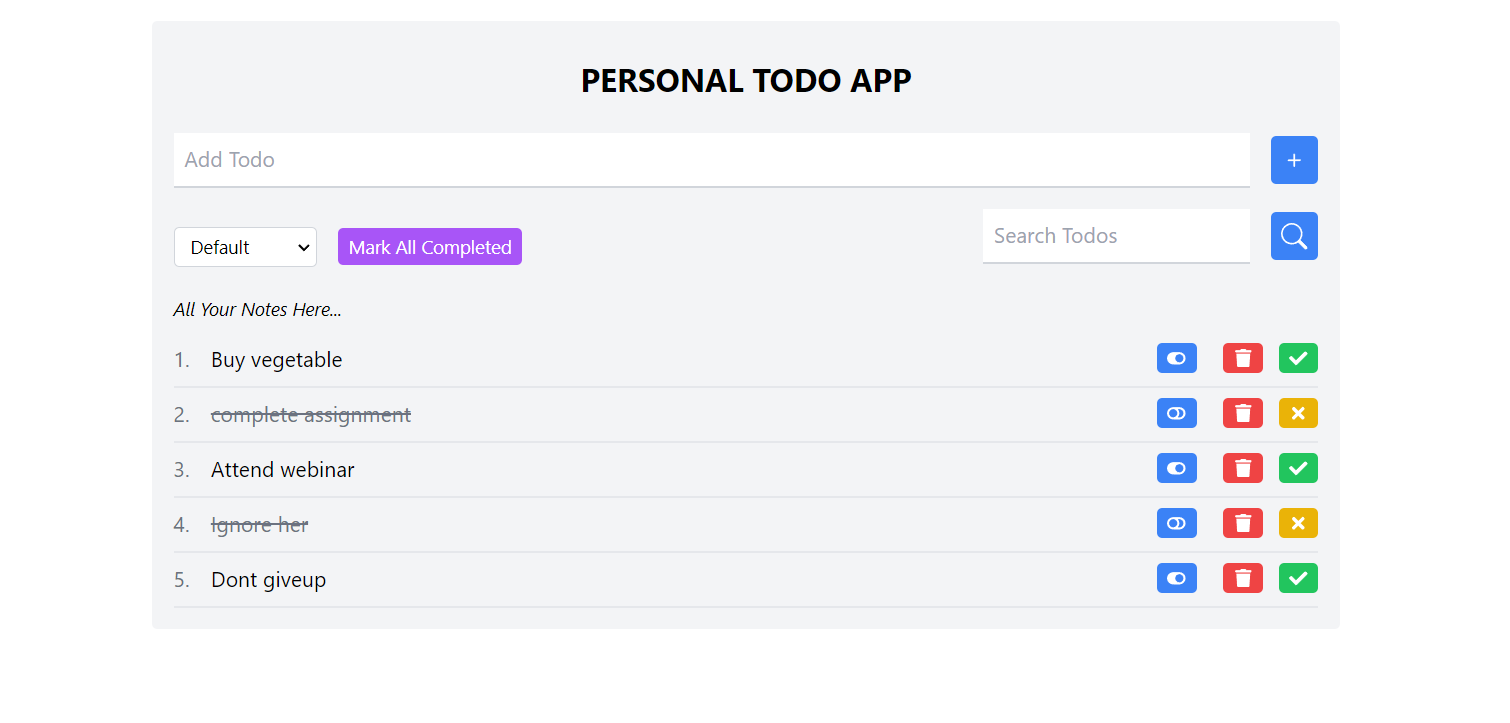 PERSONAL TODO APP
Add Todo
+
Default
Mark All Completed
Search Todos
All Your Notes Here...
1. Buy vegetable
2. complete assignment
3. Attend webinar
4. Ignore her
5. Dont giveup